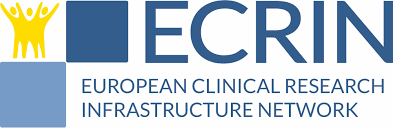 ECRIN
EUROPEAN CLINICAL RESEARCH
INFRASTRUCTURE NETWORK